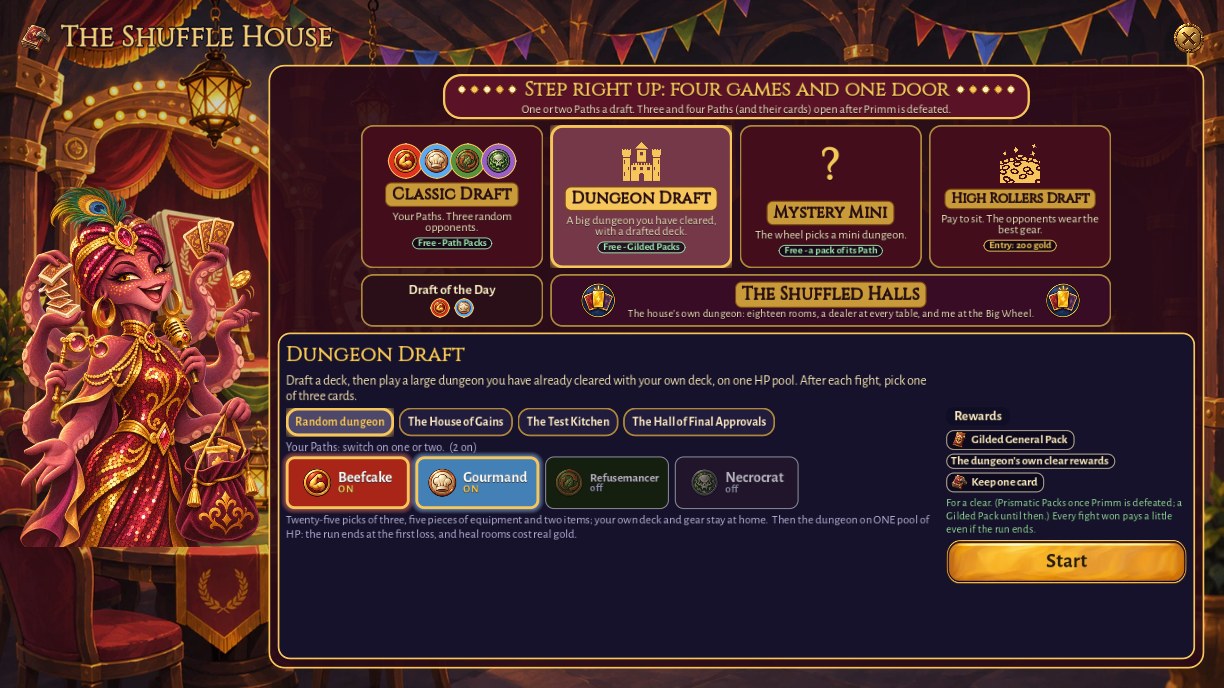 THE SHUFFLE HOUSE
STEP RIGHT UP: FOUR GAMES AND ONE DOOR
One or two Paths a draft. Three and four Paths (and their cards) open after Primm is defeated.
CLASSIC DRAFT
Your Paths. Three random
opponents.
Free - Path Packs
DUNGEON DRAFT
A big dungeon you have cleared,
with a drafted deck.
Free - Gilded Packs
?
MYSTERY MINI
The wheel picks a mini dungeon.
Free - a pack of its Path
HIGH ROLLERS DRAFT
Pay to sit. The opponents wear the
best gear.
Entry: 200 gold
Draft of the Day
THE SHUFFLED HALLS
The house's own dungeon: eighteen rooms, a dealer at every table, and me at the Big Wheel.
DUNGEON DRAFT
Draft a deck, then play a large dungeon you have already cleared with your own deck, on one HP pool. After each fight, pick one
of three cards.
Random dungeon
The House of Gains
The Test Kitchen
The Hall of Final Approvals
Your Paths: switch on one or two. (2 on)
Beefcake
ON
Gourmand
ON
Refusemancer
off
Necrocrat
off
Twenty-five picks of three, five pieces of equipment and two items; your own deck and gear stay at home. Then the dungeon on ONE pool of
HP: the run ends at the first loss, and heal rooms cost real gold.
Rewards
Gilded General Pack
The dungeon's own clear rewards
Keep one card
For a clear. (Prismatic Packs once Primm is defeated; a
Gilded Pack until then.) Every fight won pays a little
even if the run ends.
Start